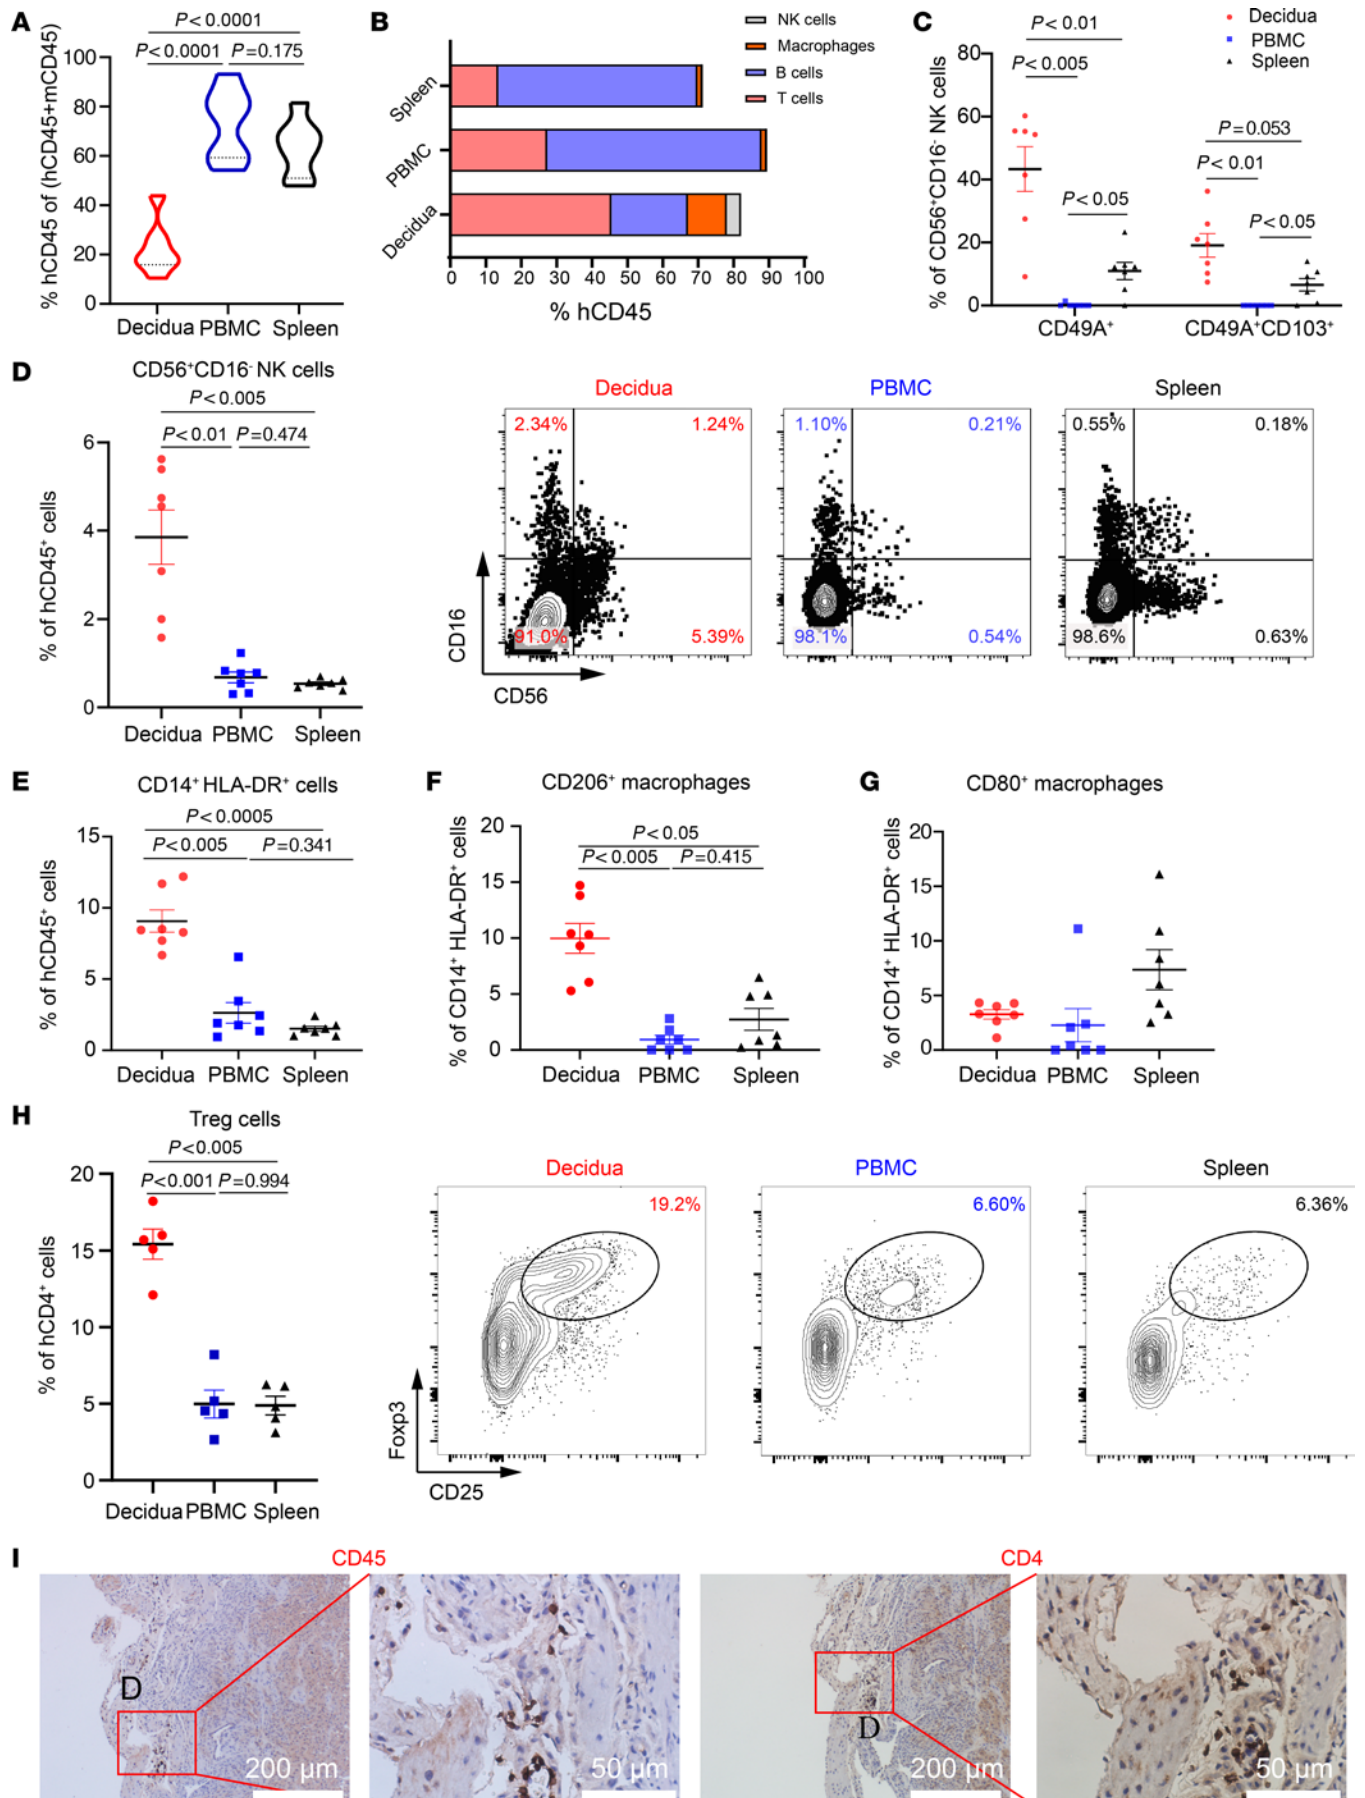 A
P < 0.0001
P < 0.0001
P = 0.175
% hCD45 of (hCD45+mCD45)
100
80
60
40
20
0
Decidua PBMC Spleen
B
NK cells
Macrophages
B cells
T cells
Spleen
PBMC
Decidua
0 10 20 30 40 50 60 70 80 90 100
% hCD45
C
Decidua
PBMC
Spleen
P < 0.01
P < 0.005
P < 0.05
P = 0.053
P < 0.01
P < 0.05
% of CD56⁺CD16⁻ NK cells
80
60
40
20
0
CD49A⁺ CD49A⁺CD103⁺
D
CD56⁺CD16⁻ NK cells
P < 0.005
P < 0.01 P = 0.474
% of hCD45⁺ cells
6
4
2
0
Decidua PBMC Spleen
Decidua
2.34% 1.24%
91.0% 5.39%
PBMC
1.10% 0.21%
98.1% 0.54%
Spleen
0.55% 0.18%
98.6% 0.63%
CD16
CD56
E
CD14⁺ HLA-DR⁺ cells
P < 0.0005
P < 0.005 P = 0.341
% of hCD45⁺ cells
15
10
5
0
Decidua PBMC Spleen
F
CD206⁺ macrophages
P < 0.05
P < 0.005 P = 0.415
% of CD14⁺ HLA-DR⁺ cells
20
15
10
5
0
Decidua PBMC Spleen
G
CD80⁺ macrophages
% of CD14⁺ HLA-DR⁺ cells
20
15
10
5
0
Decidua PBMC Spleen
H
Treg cells
P < 0.005
P < 0.001 P = 0.994
% of hCD4⁺ cells
20
15
10
5
0
Decidua PBMC Spleen
Decidua
19.2%
PBMC
6.60%
Spleen
6.36%
Foxp3
CD25
I
CD45
CD4
D
200 µm
50 µm
D
200 µm
50 µm